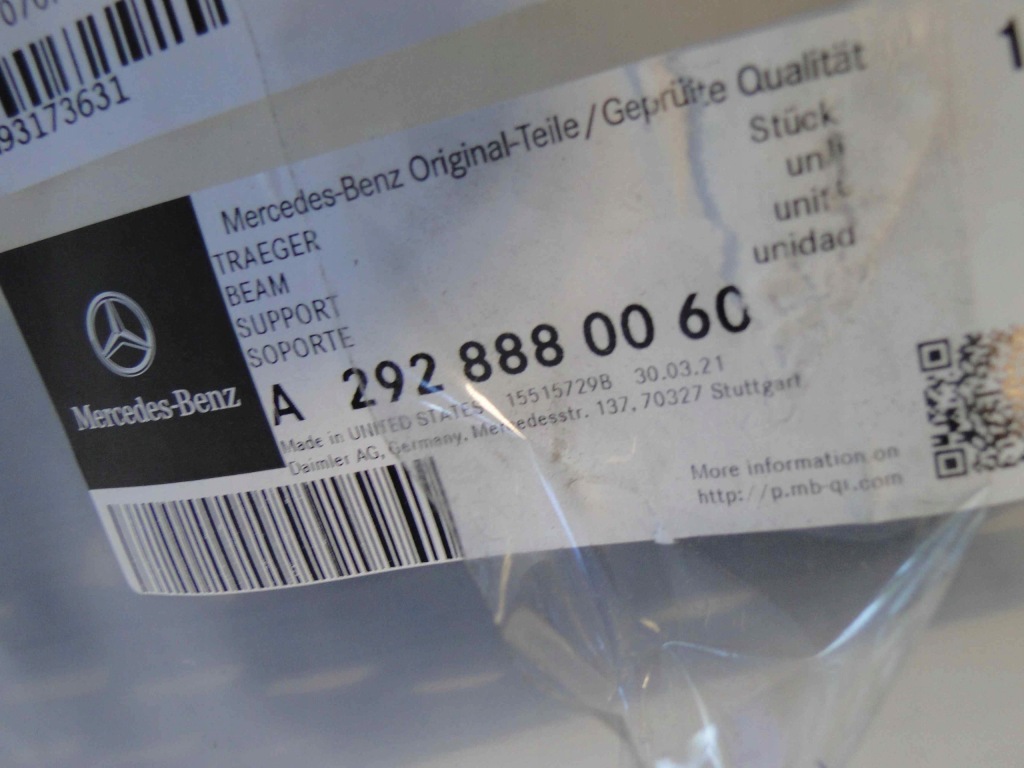 93173631
Mercedes-Benz Original-Teile/Geprüfte Qualität
TRAEGER
BEAM
SUPPORT
SOPORTE
Stück
unidad
1
A 292 888 00 60
Made in UNITED STATES 15515729B 30.03.21
Daimler AG, Germany, Mercedesstr. 137, 70327 Stuttgart
Mercedes-Benz
More information on
http://p.mb-qr.com